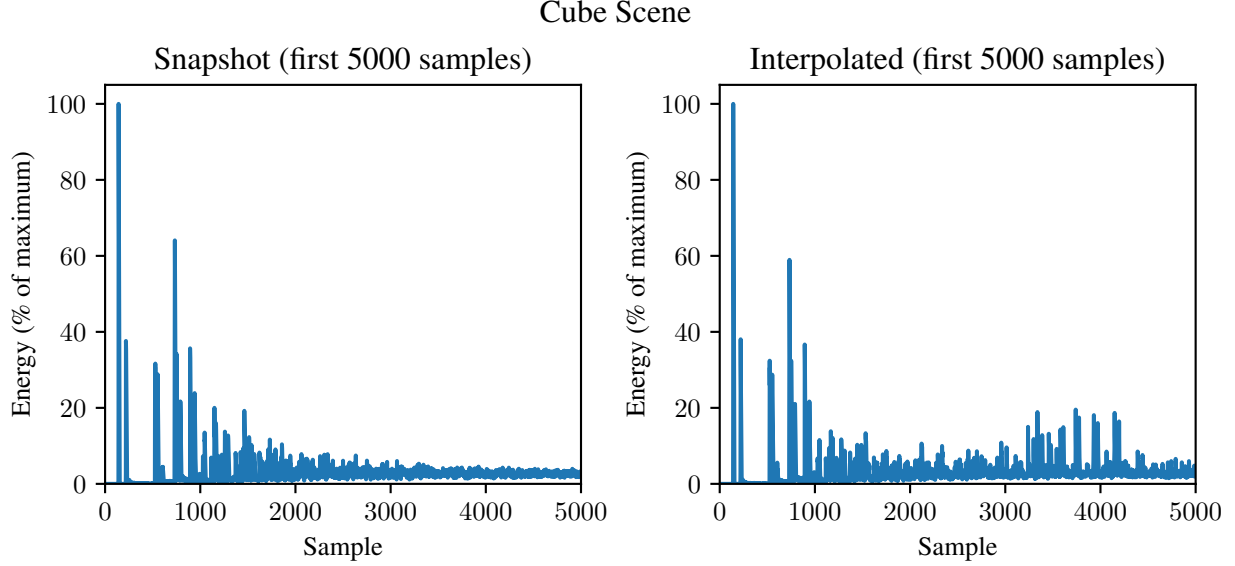 Cube Scene
Snapshot (first 5000 samples)
Energy (% of maximum)
100
80
60
40
20
0
0 1000 2000 3000 4000 5000
Sample
Interpolated (first 5000 samples)
Energy (% of maximum)
100
80
60
40
20
0
0 1000 2000 3000 4000 5000
Sample